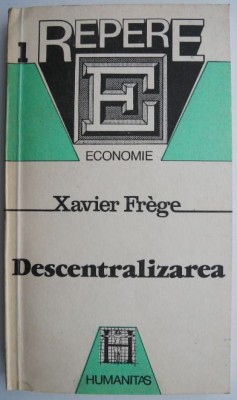 1 REPERE
E
ECONOMIE
Xavier Frège
Descentralizarea
H
HUMANITAS